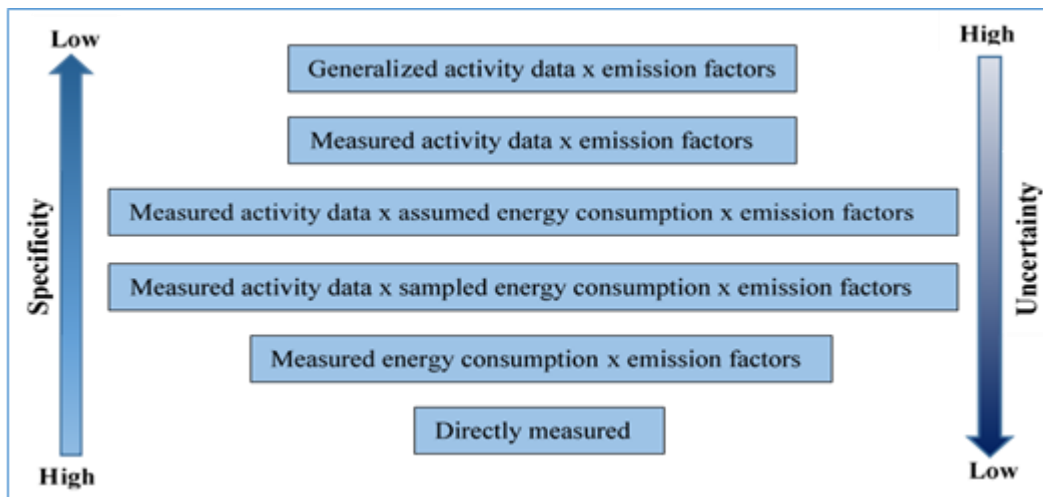 Low
High
Generalized activity data x emission factors
Measured activity data x emission factors
Measured activity data x assumed energy consumption x emission factors
Measured activity data x sampled energy consumption x emission factors
Measured energy consumption x emission factors
Directly measured
Specificity
Uncertainty
High
Low